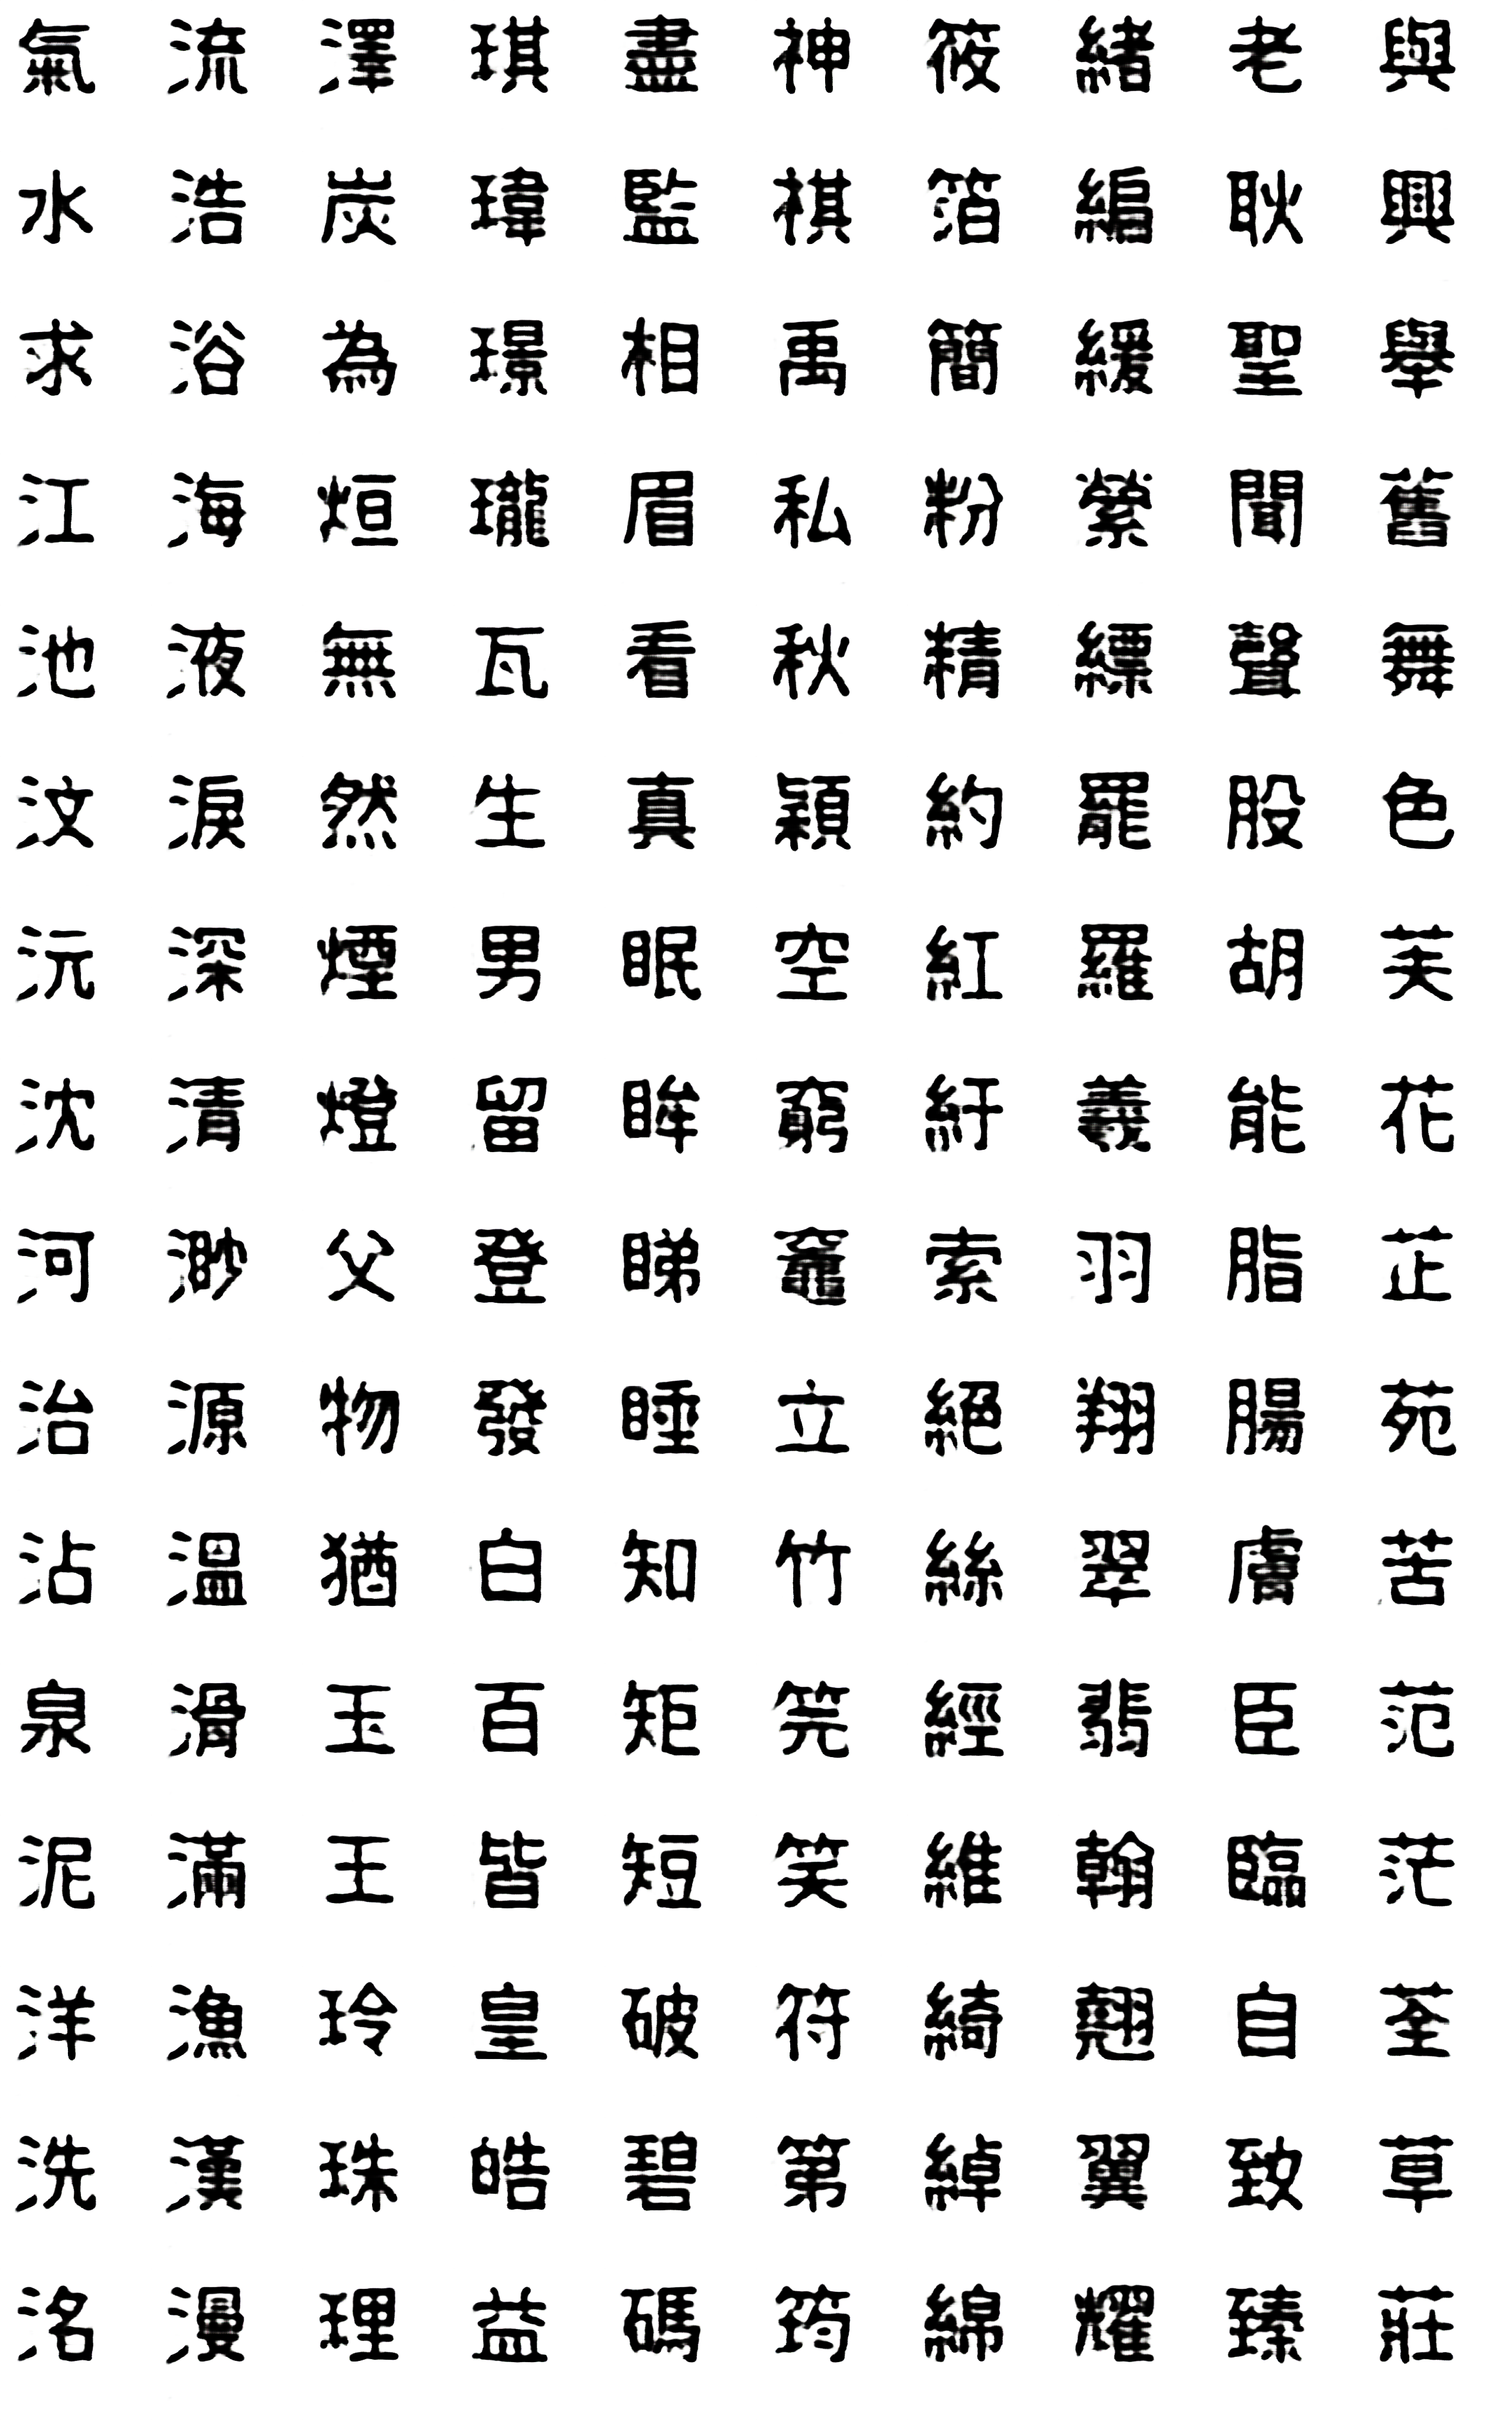 氣流澤琪盡神筱緒老與
水浩炭瑋監祺箔編耿興
求浴為璟相禹簡緩聖舉
江海烜瓏眉私粉縈聞舊
池液無瓦看秋精縹聲舞
汶淚然生真穎約罷股色
沅深煙男眠空紅羅胡芙
沈清燈留眸窮紆羲能花
河渺父登睇竈索羽脂芷
治源物發睡立絕翔腸苑
沾溫猶白知竹絲翠膚苦
泉滑玉百矩筦經翡臣范
泥滿王皆短笑維翰臨茫
洋漁玲皇破符綺翹自荃
洗漢珠皓碧第綽翼致草
洛漫理益碼筠綿耀臻莊